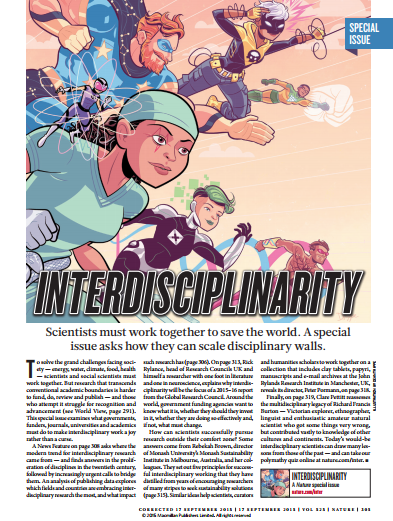 SPECIAL
ISSUE
INTERDISCIPLINARITY
Scientists must work together to save the world. A special
issue asks how they can scale disciplinary walls.
To solve the grand challenges facing soci-
ety — energy, water, climate, food, health
— scientists and social scientists must
work together. But research that transcends
conventional academic boundaries is harder
to fund, do, review and publish — and those
who attempt it struggle for recognition and
advancement (see World View, page 291).
This special issue examines what governments,
funders, journals, universities and academics
must do to make interdisciplinary work a joy
rather than a curse.
A News Feature on page 308 asks where the
modern trend for interdisciplinary research
came from — and finds answers in the prolif-
eration of disciplines in the twentieth century,
followed by increasingly urgent calls to bridge
them. An analysis of publishing data explores
which fields and countries are embracing inter-
disciplinary research the most, and what impact
such research has (page 306). On page 313, Rick
Rylance, head of Research Councils UK and
himself a researcher with one foot in literature
and one in neuroscience, explains why interdis-
ciplinarity will be the focus of a 2015–16 report
from the Global Research Council. Around the
world, government funding agencies want to
know what it is, whether they should they invest
in it, whether they are doing so effectively and,
if not, what must change.
How can scientists successfully pursue
research outside their comfort zone? Some
answers come from Rebekah Brown, director
of Monash University's Monash Sustainability
Institute in Melbourne, Australia, and her col-
leagues. They set out five principles for success-
ful interdisciplinary working that they have
distilled from years of encouraging researchers
of many stripes to seek sustainability solutions
(page 315). Similar ideas help scientists, curators
and humanities scholars to work together on a
collection that includes clay tablets, papyri,
manuscripts and e-mail archives at the John
Rylands Research Institute in Manchester, UK,
reveals its director, Peter Pormann, on page 318.
Finally, on page 319, Clare Pettitt reassesses
the multidisciplinary legacy of Richard Francis
Burton — Victorian explorer, ethnographer,
linguist and enthusiastic amateur natural
scientist who got some things very wrong,
but contributed vastly to knowledge of other
cultures and continents. Today's would-be
interdisciplinary scientists can draw many les-
sons from those of the past — and can take our
polymathy quiz online at nature.com/inter. ■
INTERDISCIPLINARITY
A Nature special issue
nature.com/inter
CORRECTED 17 SEPTEMBER 2015 | 17 SEPTEMBER 2015 | VOL 525 | NATURE | 305
© 2015 Macmillan Publishers Limited. All rights reserved